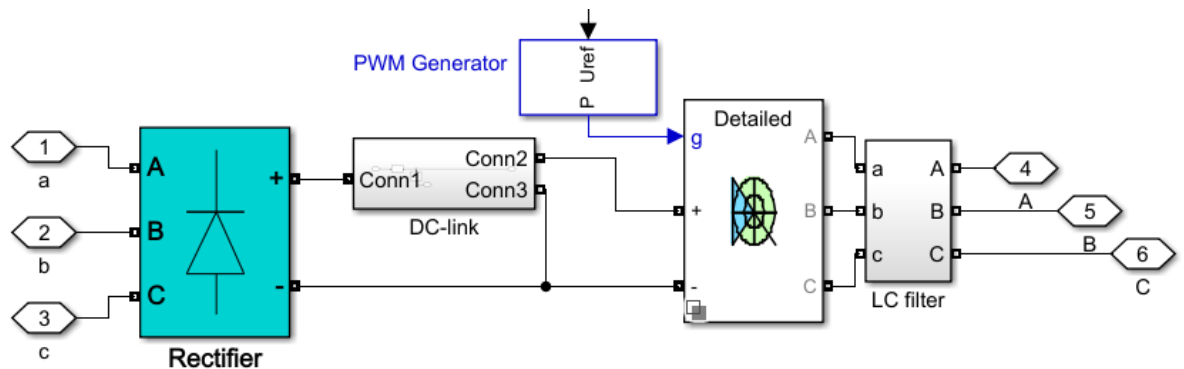 PWM Generator
Uref
P
Detailed
g
A
B
C
+
-
1
a
2
b
3
c
A
B
C
+
-
Rectifier
Conn1
Conn2
Conn3
DC-link
a
b
c
A
B
C
LC filter
4
A
5
B
6
C